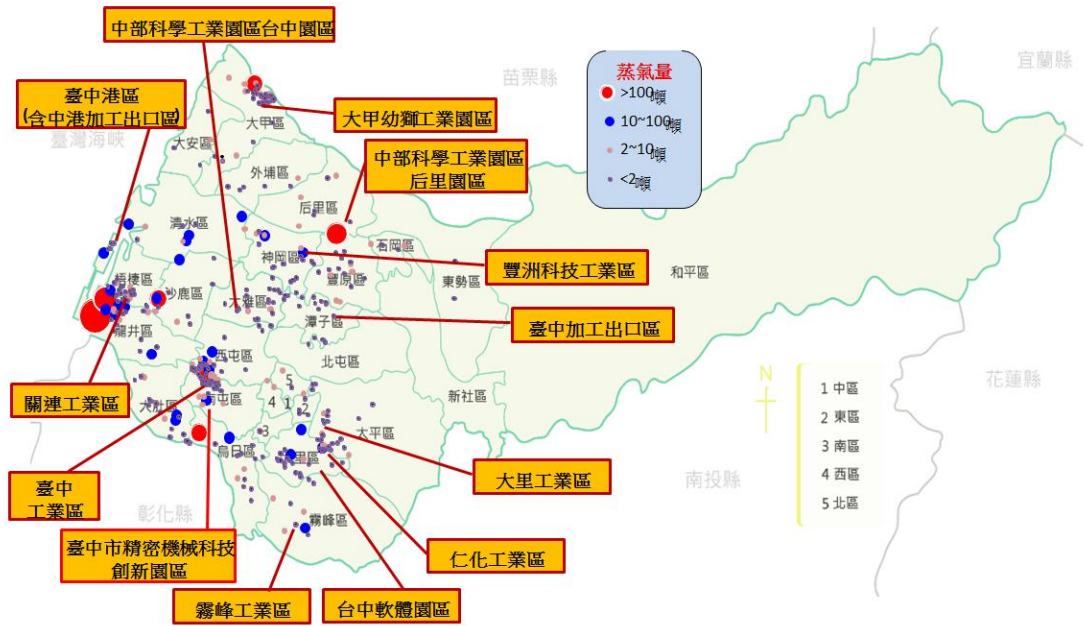 中部科學工業園區台中園區
宜蘭縣
苗栗縣
蒸氣量
>100噸
10~100噸
2~10噸
<2噸
臺中港區
(含中港加工出口區)
臺灣海峽
大甲幼獅工業園區
大甲區
大安區
外埔區
中部科學工業園區
后里園區
后里區
清水區
石岡區
神岡區
豐洲科技工業區
和平區
梧棲區
沙鹿區
豐原區
東勢區
大雅區
潭子區
臺中加工出口區
龍井區
西屯區
北屯區
N
花蓮縣
關連工業區
大肚區
南屯區
新社區
5
4
1
2
3
1 中區
2 東區
3 南區
4 西區
5 北區
太平區
烏日區
大里區
大里工業區
南投縣
臺中
工業區
彰化縣
霧峰區
臺中市精密機械科技
創新園區
仁化工業區
霧峰工業區
台中軟體園區